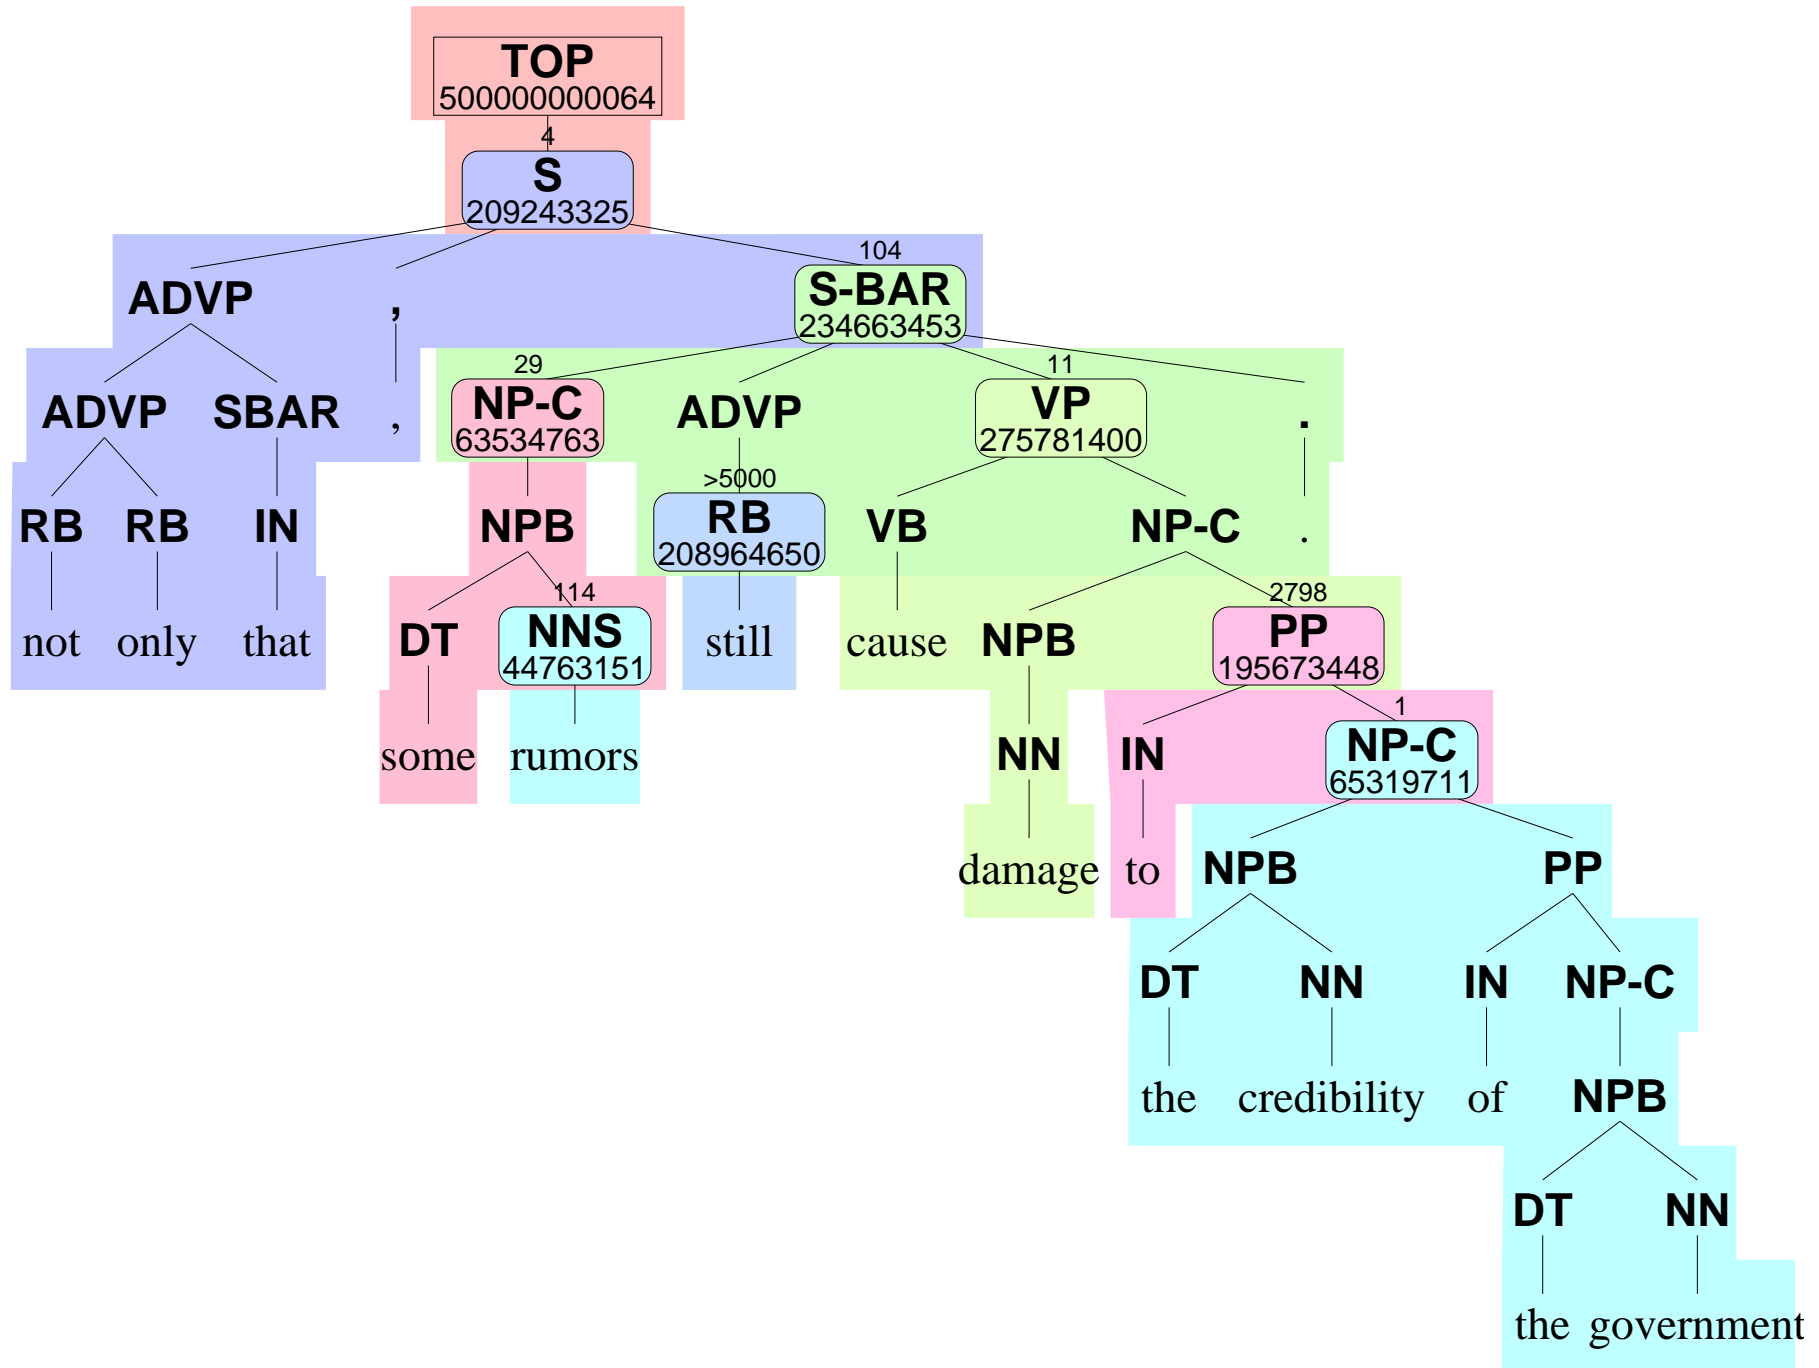 TOP
500000000064
4
S
209243325
104
ADVP , S-BAR
234663453
29 11
ADVP SBAR , NP-C ADVP VP .
63534763 275781400
>5000
RB RB IN NPB RB VB NP-C .
208964650
114 2798
not only that DT NNS still cause NPB PP
44763151 195673448
1
some rumors NN IN NP-C
65319711
damage to NPB PP
DT NN IN NP-C
the credibility of NPB
DT NN
the government